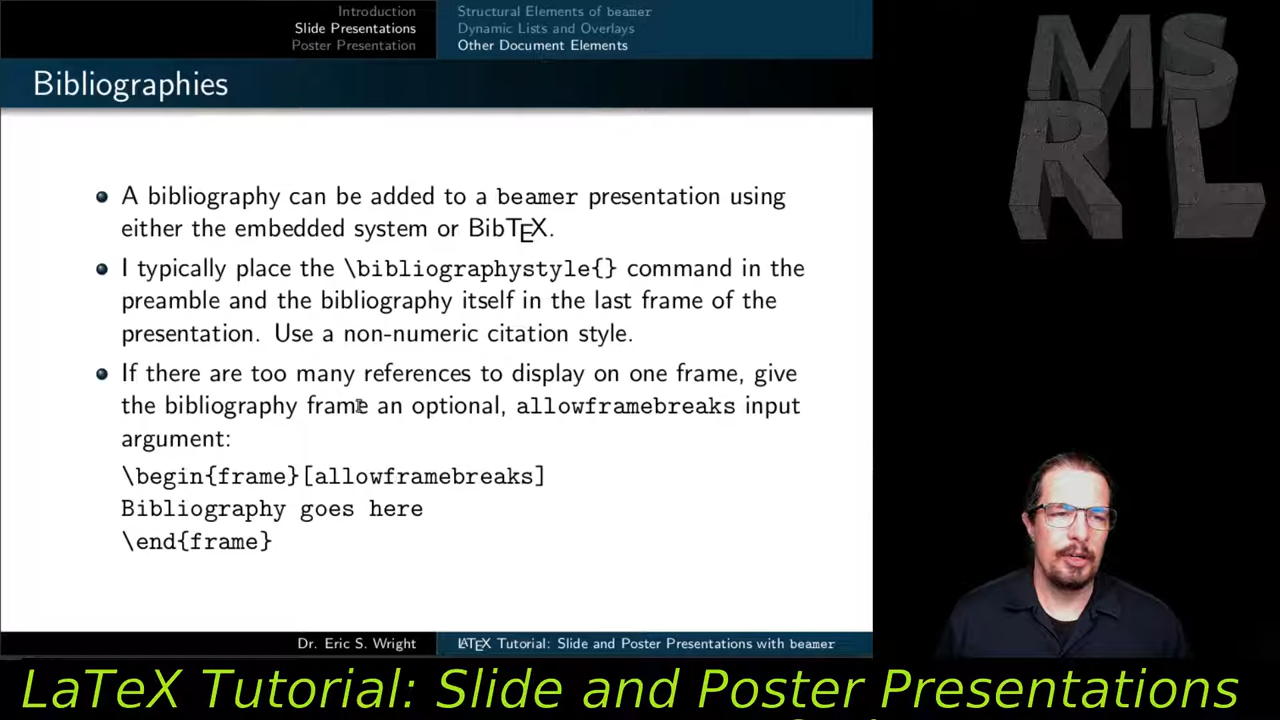 Introduction
Slide Presentations
Poster Presentation
Structural Elements of beamer
Dynamic Lists and Overlays
Other Document Elements
Bibliographies
A bibliography can be added to a beamer presentation using
either the embedded system or BibTEX.
I typically place the \bibliographystyle{} command in the
preamble and the bibliography itself in the last frame of the
presentation. Use a non-numeric citation style.
If there are too many references to display on one frame, give
the bibliography frame an optional, allowframebreaks input
argument:
\begin{frame}[allowframebreaks]
Bibliography goes here
\end{frame}
Dr. Eric S. Wright
LATEX Tutorial: Slide and Poster Presentations with beamer
MS
RL
LaTeX Tutorial: Slide and Poster Presentations